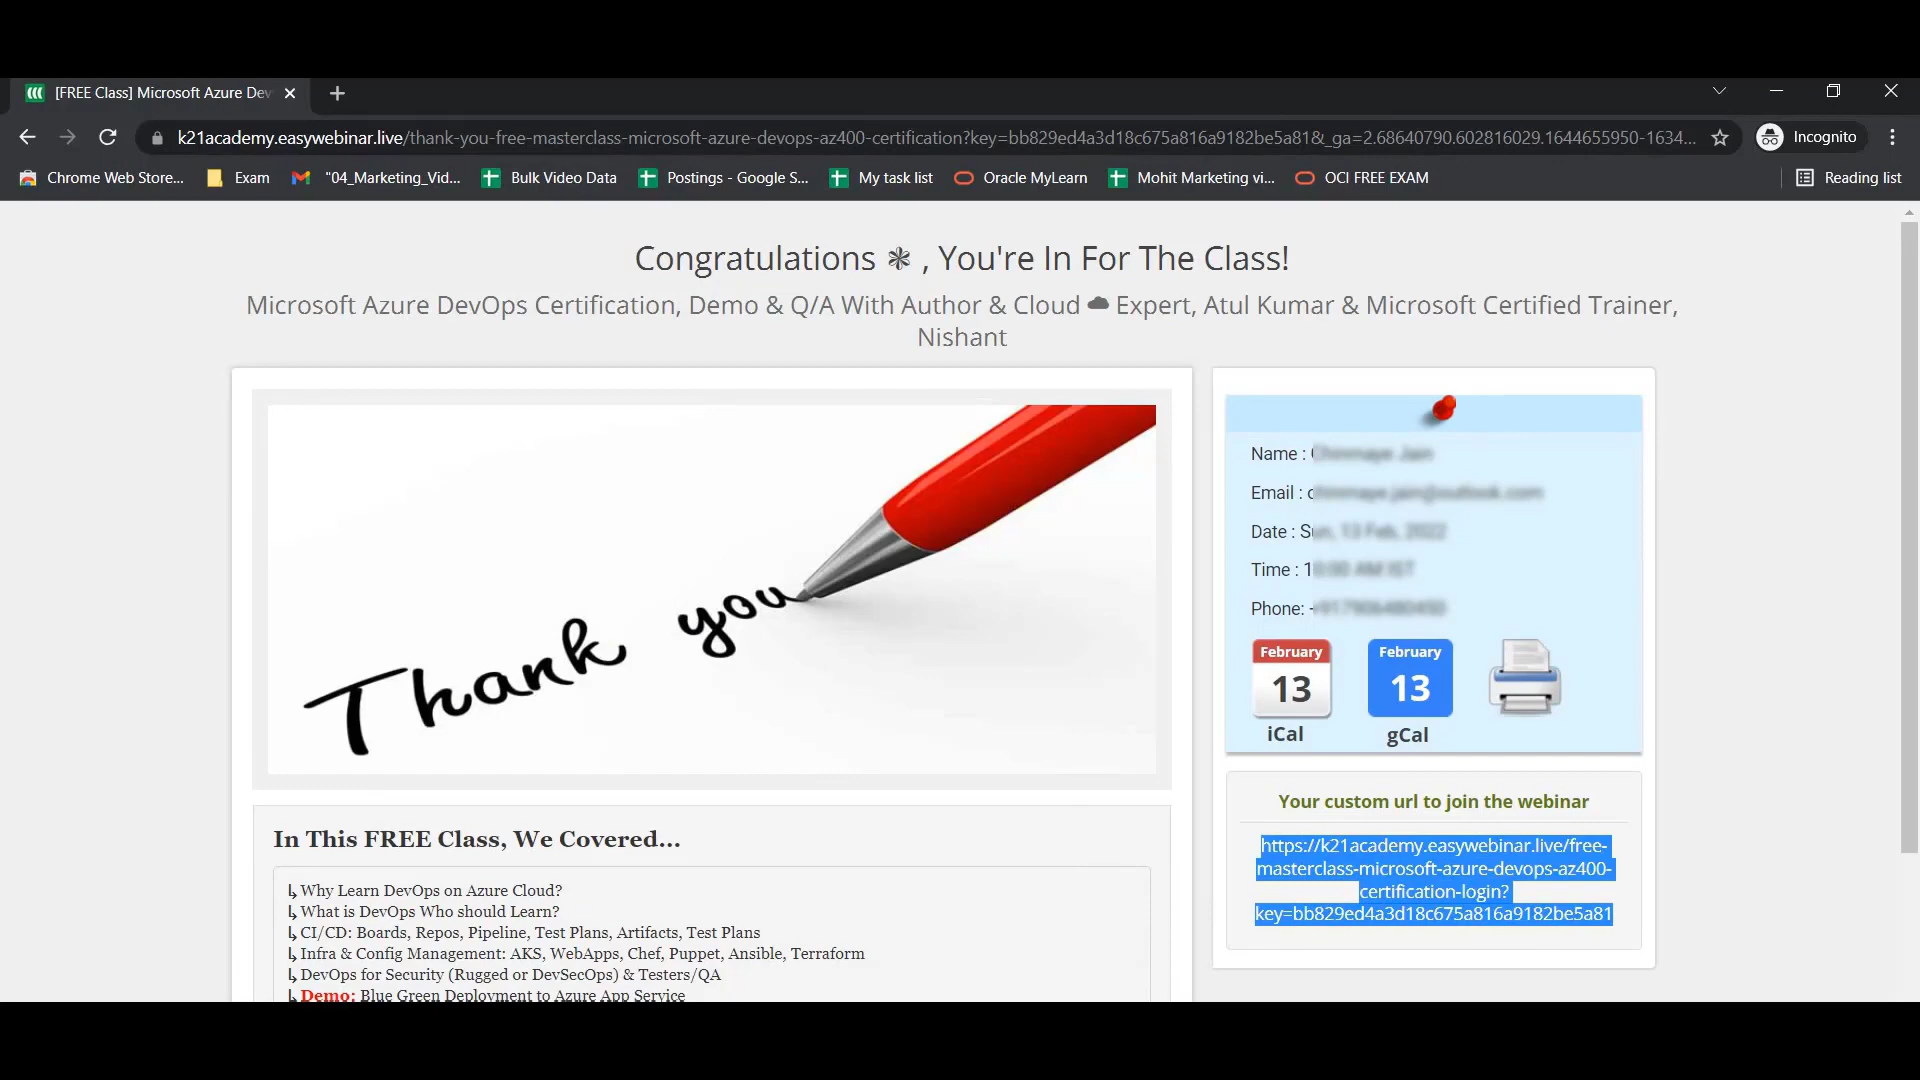 [FREE Class] Microsoft Azure Dev
k21academy.easywebinar.live/thank-you-free-masterclass-microsoft-azure-devops-az400-certification?key=bb829ed4a3d18c675a816a9182be5a81&_ga=2.68640790.602816029.1644655950-1634...
Incognito
Chrome Web Store... Exam "04_Marketing_Vid... Bulk Video Data Postings - Google S... My task list Oracle MyLearn Mohit Marketing vi... OCI FREE EXAM Reading list
Congratulations ❃ , You're In For The Class!
Microsoft Azure DevOps Certification, Demo & Q/A With Author & Cloud ☁ Expert, Atul Kumar & Microsoft Certified Trainer,
Nishant
Thank you
In This FREE Class, We Covered...
↳ Why Learn DevOps on Azure Cloud?
↳ What is DevOps Who should Learn?
↳ CI/CD: Boards, Repos, Pipeline, Test Plans, Artifacts, Test Plans
↳ Infra & Config Management: AKS, WebApps, Chef, Puppet, Ansible, Terraform
↳ DevOps for Security (Rugged or DevSecOps) & Testers/QA
↳ Demo: Blue Green Deployment to Azure App Service
Name :
Email :
Date :
Time :
Phone:
February
13
iCal
February
13
gCal
Your custom url to join the webinar
https://k21academy.easywebinar.live/free-
masterclass-microsoft-azure-devops-az400-
certification-login?
key=bb829ed4a3d18c675a816a9182be5a81